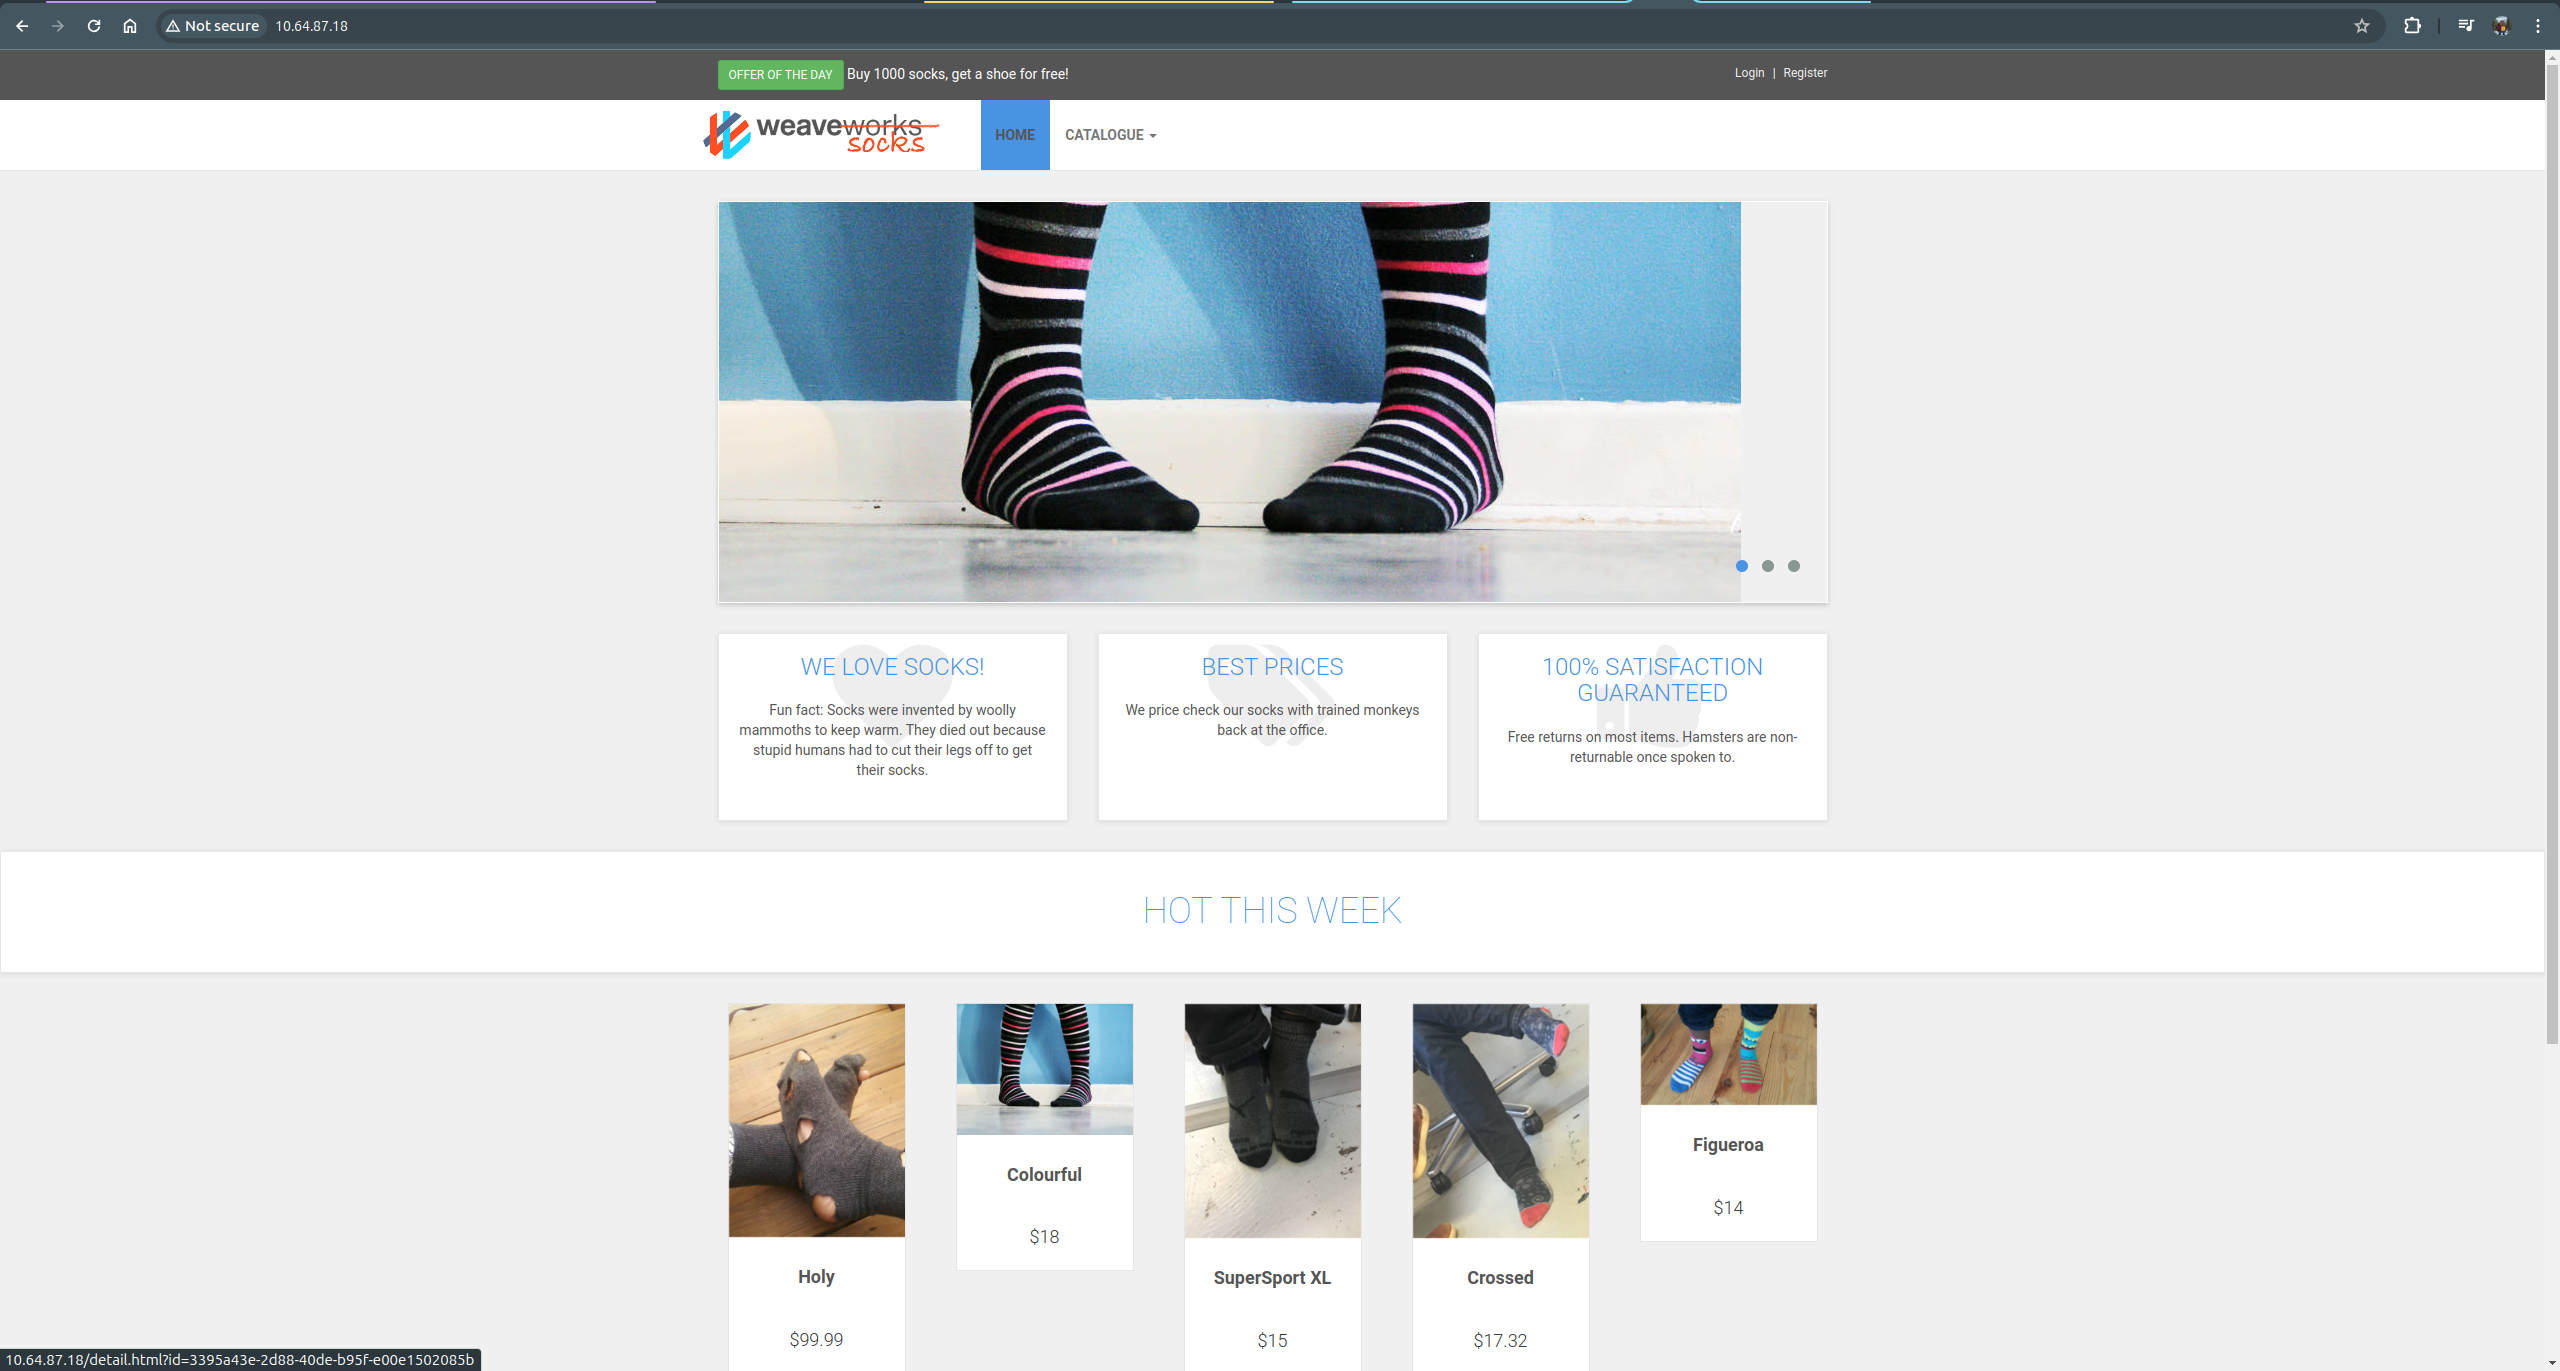 Not secure 10.64.87.18
OFFER OF THE DAY Buy 1000 socks, get a shoe for free!
Login | Register
weaveworks
socks
HOME
CATALOGUE
WE LOVE SOCKS!
Fun fact: Socks were invented by woolly
mammoths to keep warm. They died out because
stupid humans had to cut their legs off to get
their socks.
BEST PRICES
We price check our socks with trained monkeys
back at the office.
100% SATISFACTION
GUARANTEED
Free returns on most items. Hamsters are non-
returnable once spoken to.
HOT THIS WEEK
Holy
$99.99
Colourful
$18
SuperSport XL
$15
Crossed
$17.32
Figueroa
$14
10.64.87.18/detail.html?id=3395a43e-2d88-40de-b95f-e00e1502085b